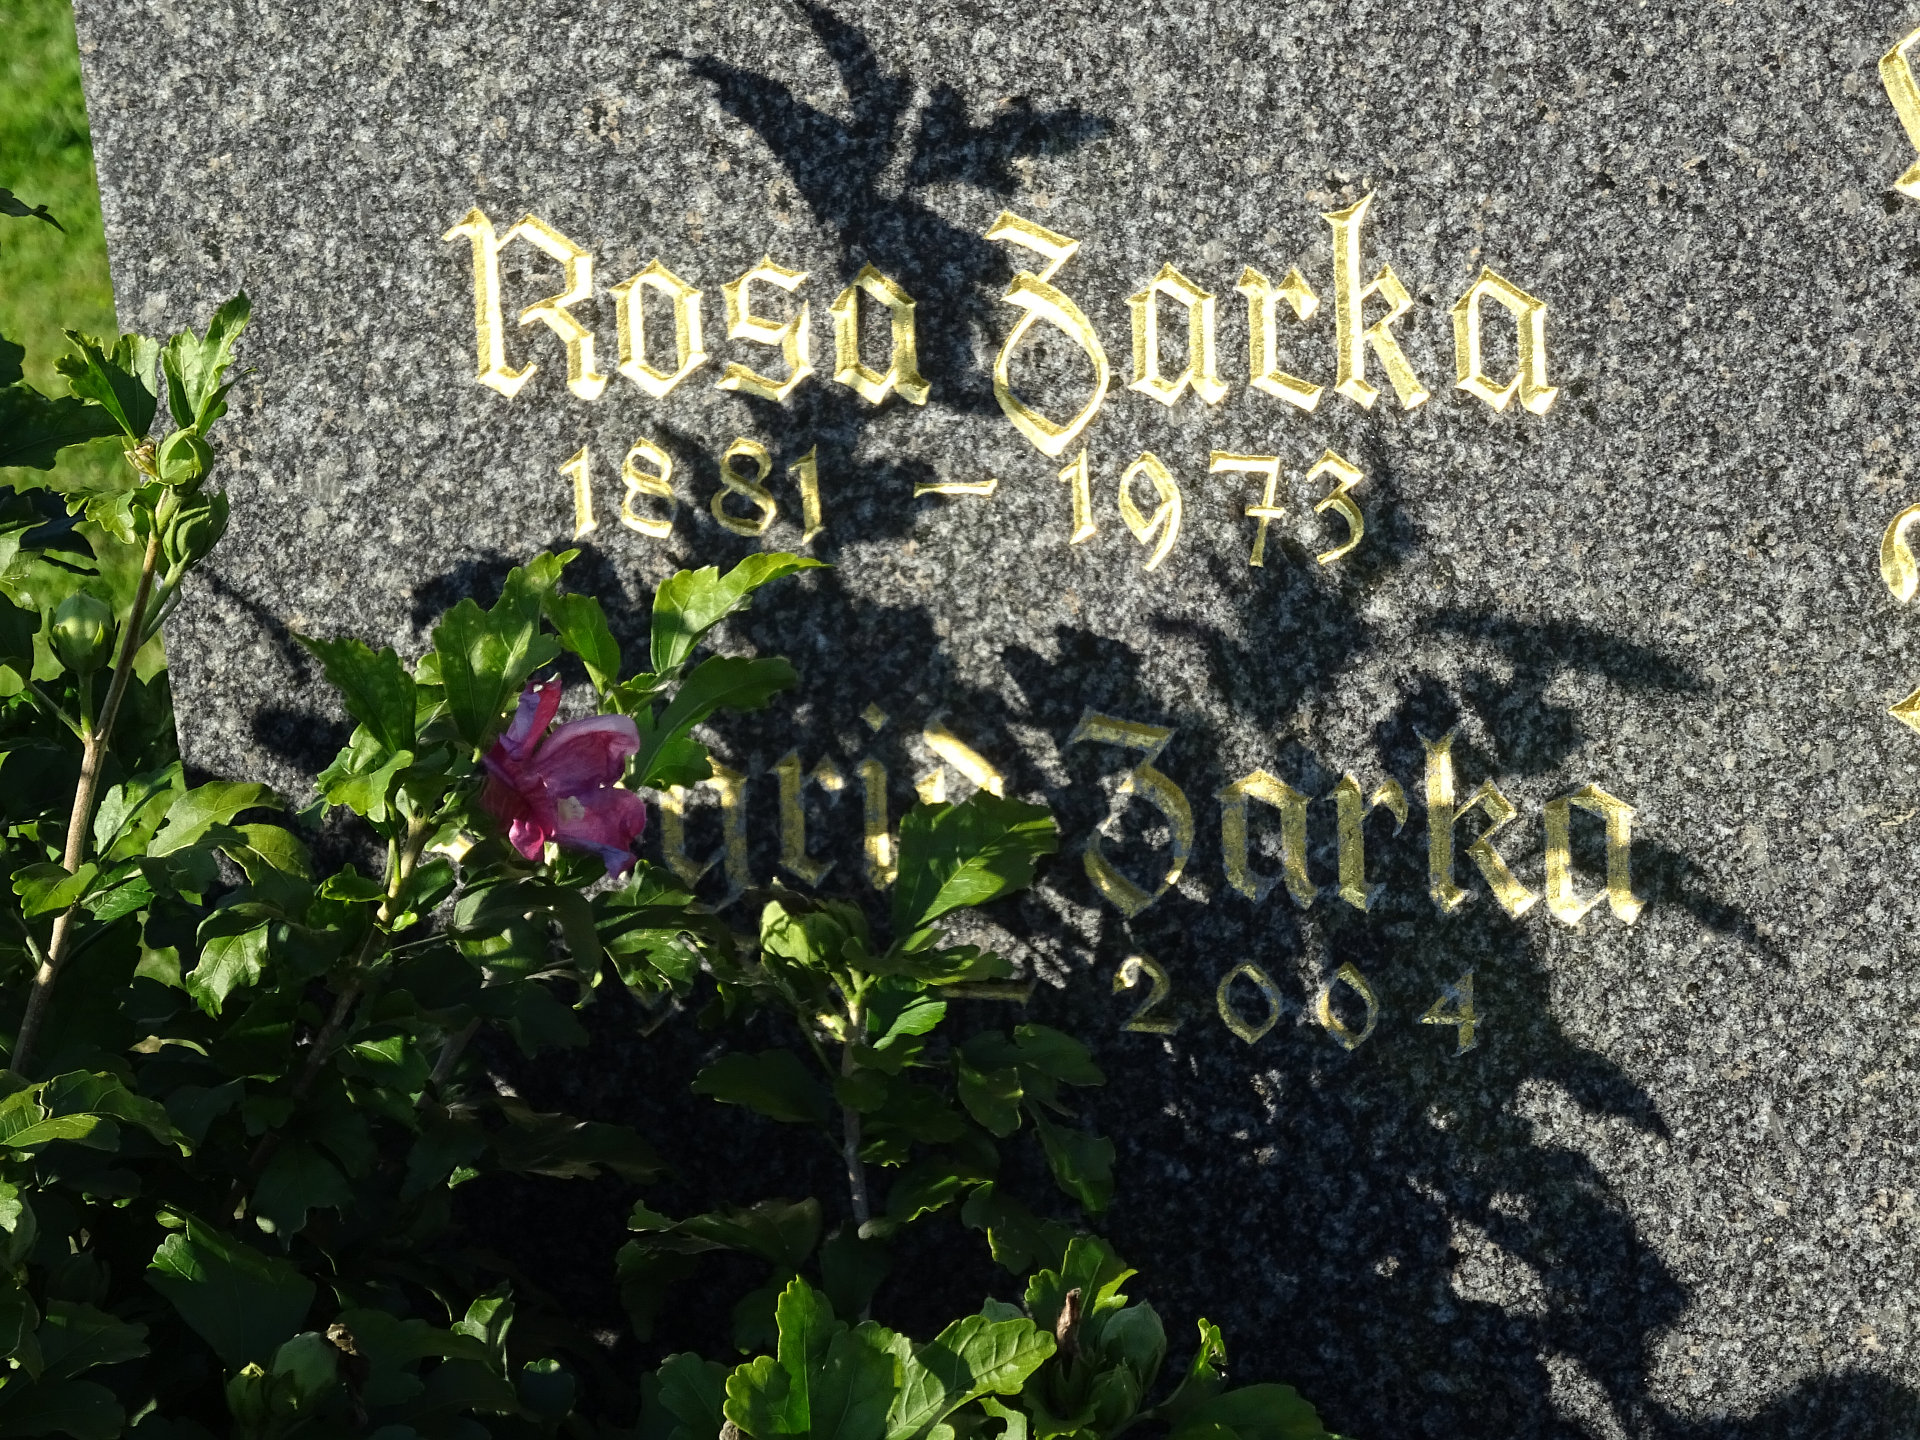 Rosa Zarka
1881 – 1973
Zarka
– 2004